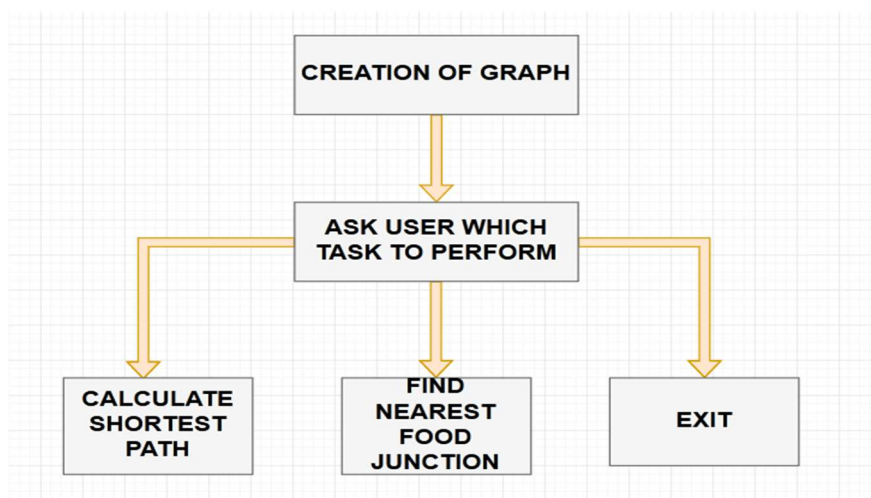 CREATION OF GRAPH
ASK USER WHICH
TASK TO PERFORM
CALCULATE
SHORTEST
PATH
FIND
NEAREST
FOOD
JUNCTION
EXIT